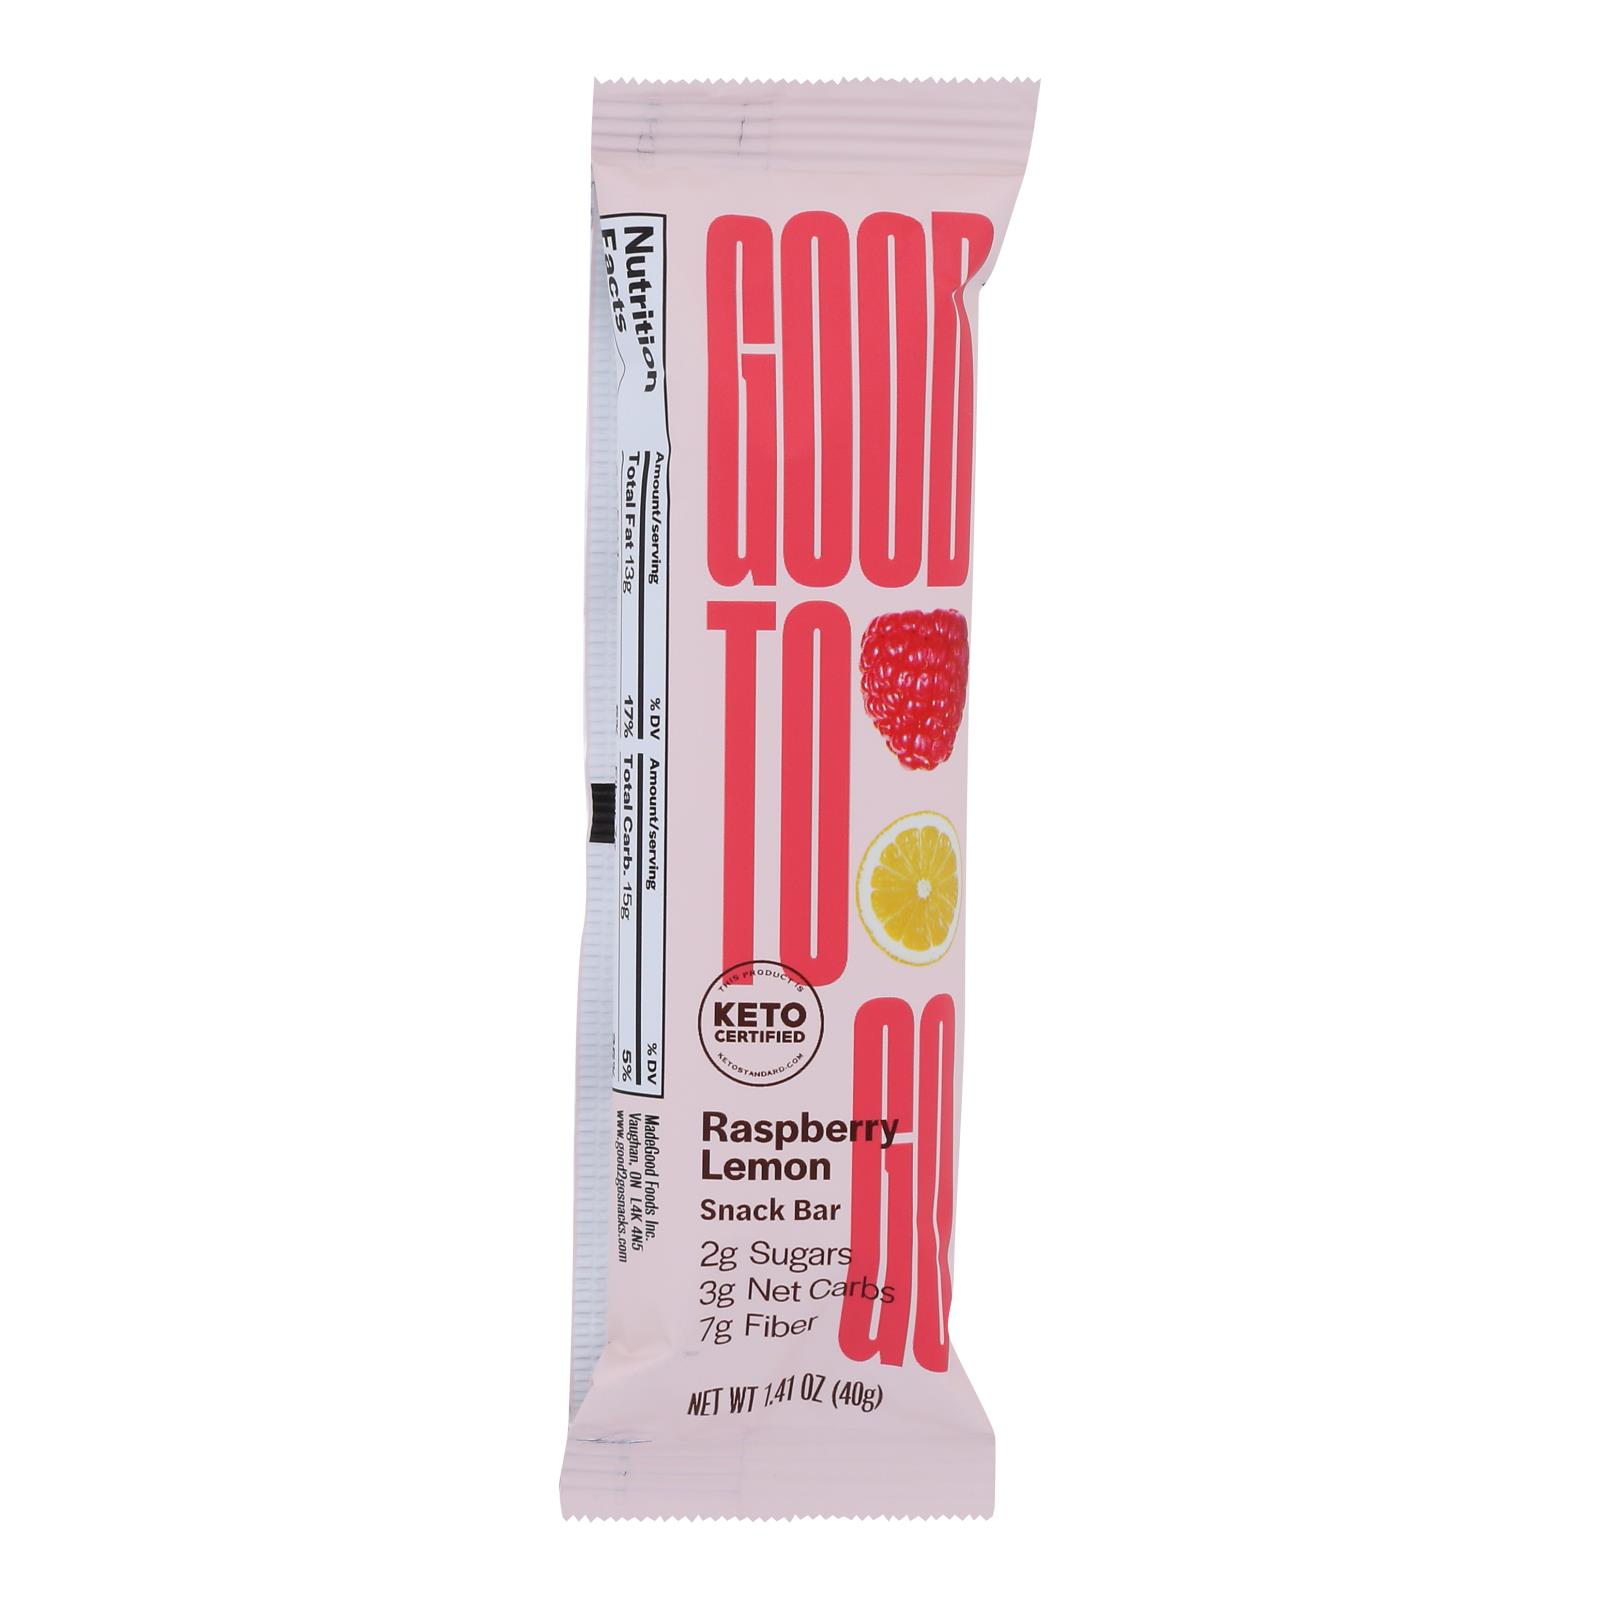 GOOD
TO
GO
THIS PRODUCT IS
KETO
CERTIFIED
KETOSTANDARD.COM
Raspberry
Lemon
Snack Bar
2g Sugars
3g Net Carbs
7g Fiber
NET WT 1.41 OZ (40g)
Nutrition
Facts
Amount/serving % DV
Total Fat 13g 17%
Amount/serving % DV
Total Carb. 15g 5%
MadeGood Foods Inc.
Vaughan, ON L4K 4N5
www.good2gosnacks.com